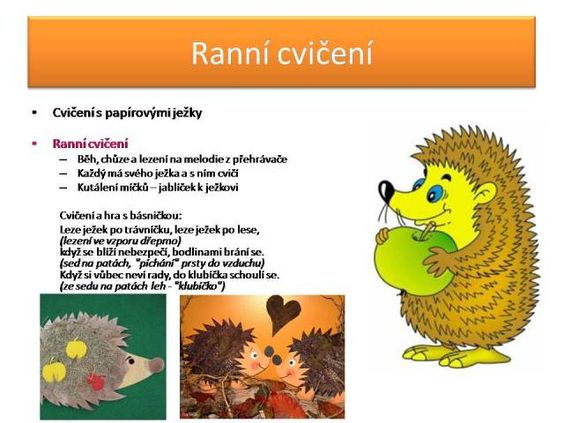 Ranní cvičení
• Cvičení s papírovými ježky
• Ranní cvičení
– Běh, chůze a lezení na melodie z přehrávače
– Každý má svého ježka a s ním cvičí
– Kutálení míčků – jablíček k ježkovi
Cvičení a hra s básničkou:
Leze ježek po trávníčku, leze ježek po lese,
(lezení ve vzporu dřepmo)
když se blíží nebezpečí, bodlinami brání se.
(sed na patách, "píchání" prsty do vzduchu)
Když si vůbec neví rady, do klubíčka schoulí se.
(ze sedu na patách leh - "klubíčko")